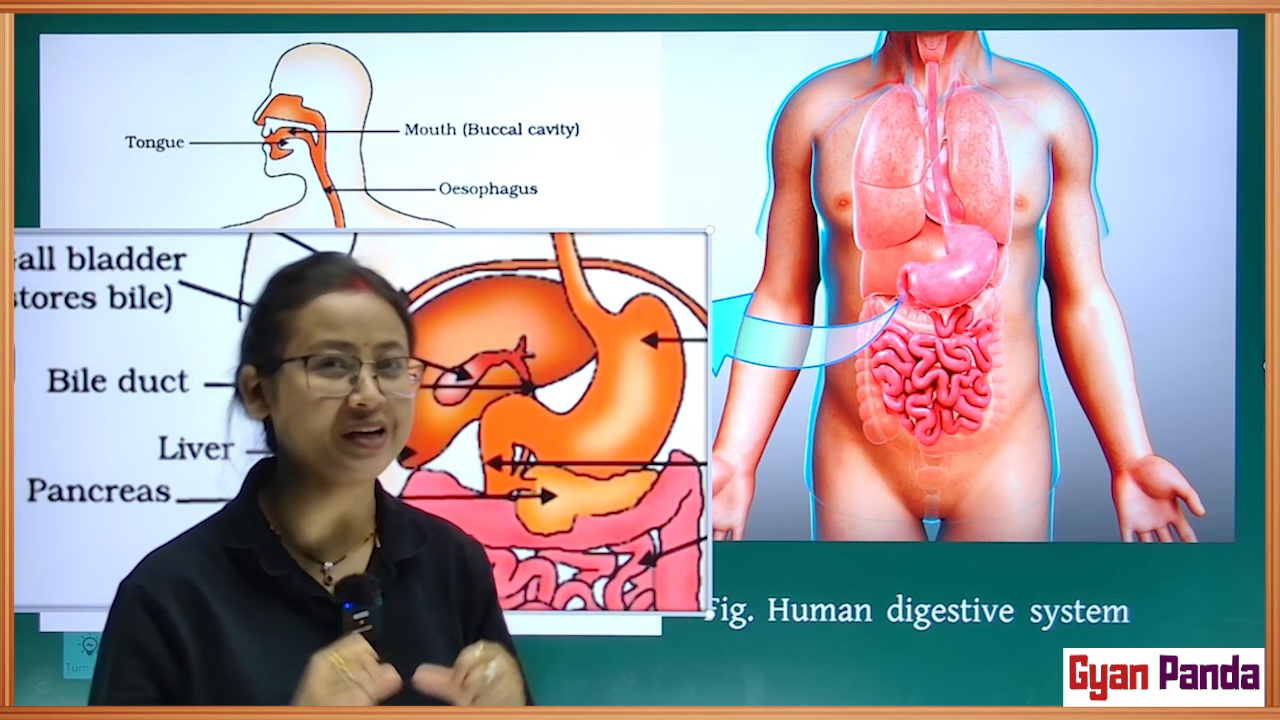 Tongue
Mouth (Buccal cavity)
Oesophagus
all bladder
stores bile)
Bile duct
Liver
Pancreas
Fig. Human digestive system
Gyan Panda